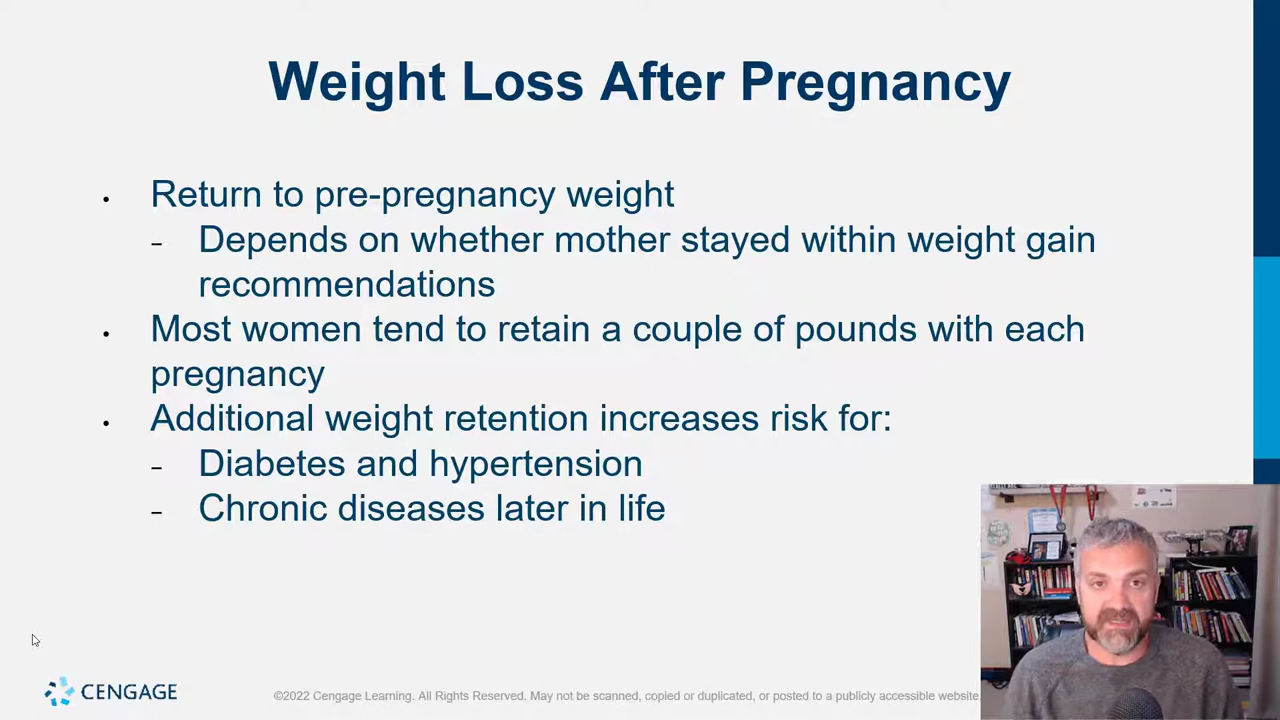 Weight Loss After Pregnancy
• Return to pre-pregnancy weight
– Depends on whether mother stayed within weight gain
recommendations
• Most women tend to retain a couple of pounds with each
pregnancy
• Additional weight retention increases risk for:
– Diabetes and hypertension
– Chronic diseases later in life
CENGAGE
©2022 Cengage Learning. All Rights Reserved. May not be scanned, copied or duplicated, or posted to a publicly accessible website